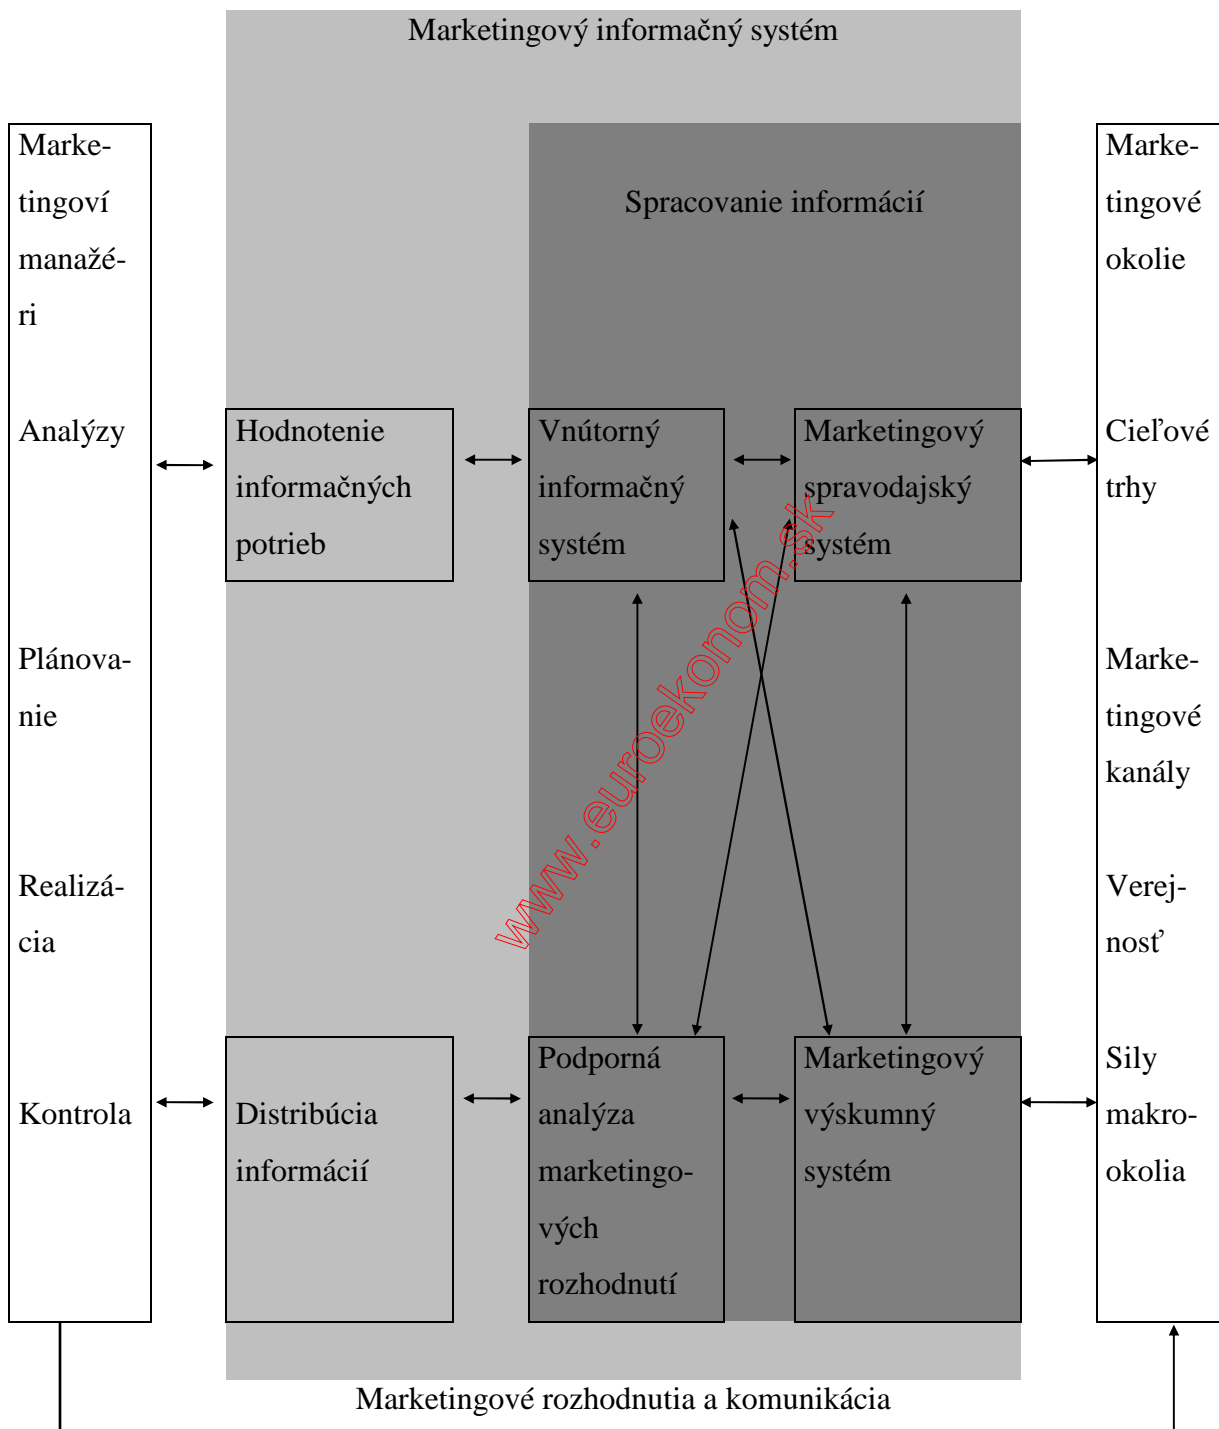 Marketingový informačný systém
Marke-
tingoví
manažé-
ri
Analýzy
Plánova-
nie
Realizá-
cia
Kontrola
Spracovanie informácií
Hodnotenie
informačných
potrieb
Vnútorný
informačný
systém
Marketingový
spravodajský
systém
Distribúcia
informácií
Podporná
analýza
marketingo-
vých
rozhodnutí
Marketingový
výskumný
systém
Marke-
tingové
okolie
Cieľové
trhy
Marke-
tingové
kanály
Verej-
nosť
Sily
makro-
okolia
www.euroekonom.sk
Marketingové rozhodnutia a komunikácia